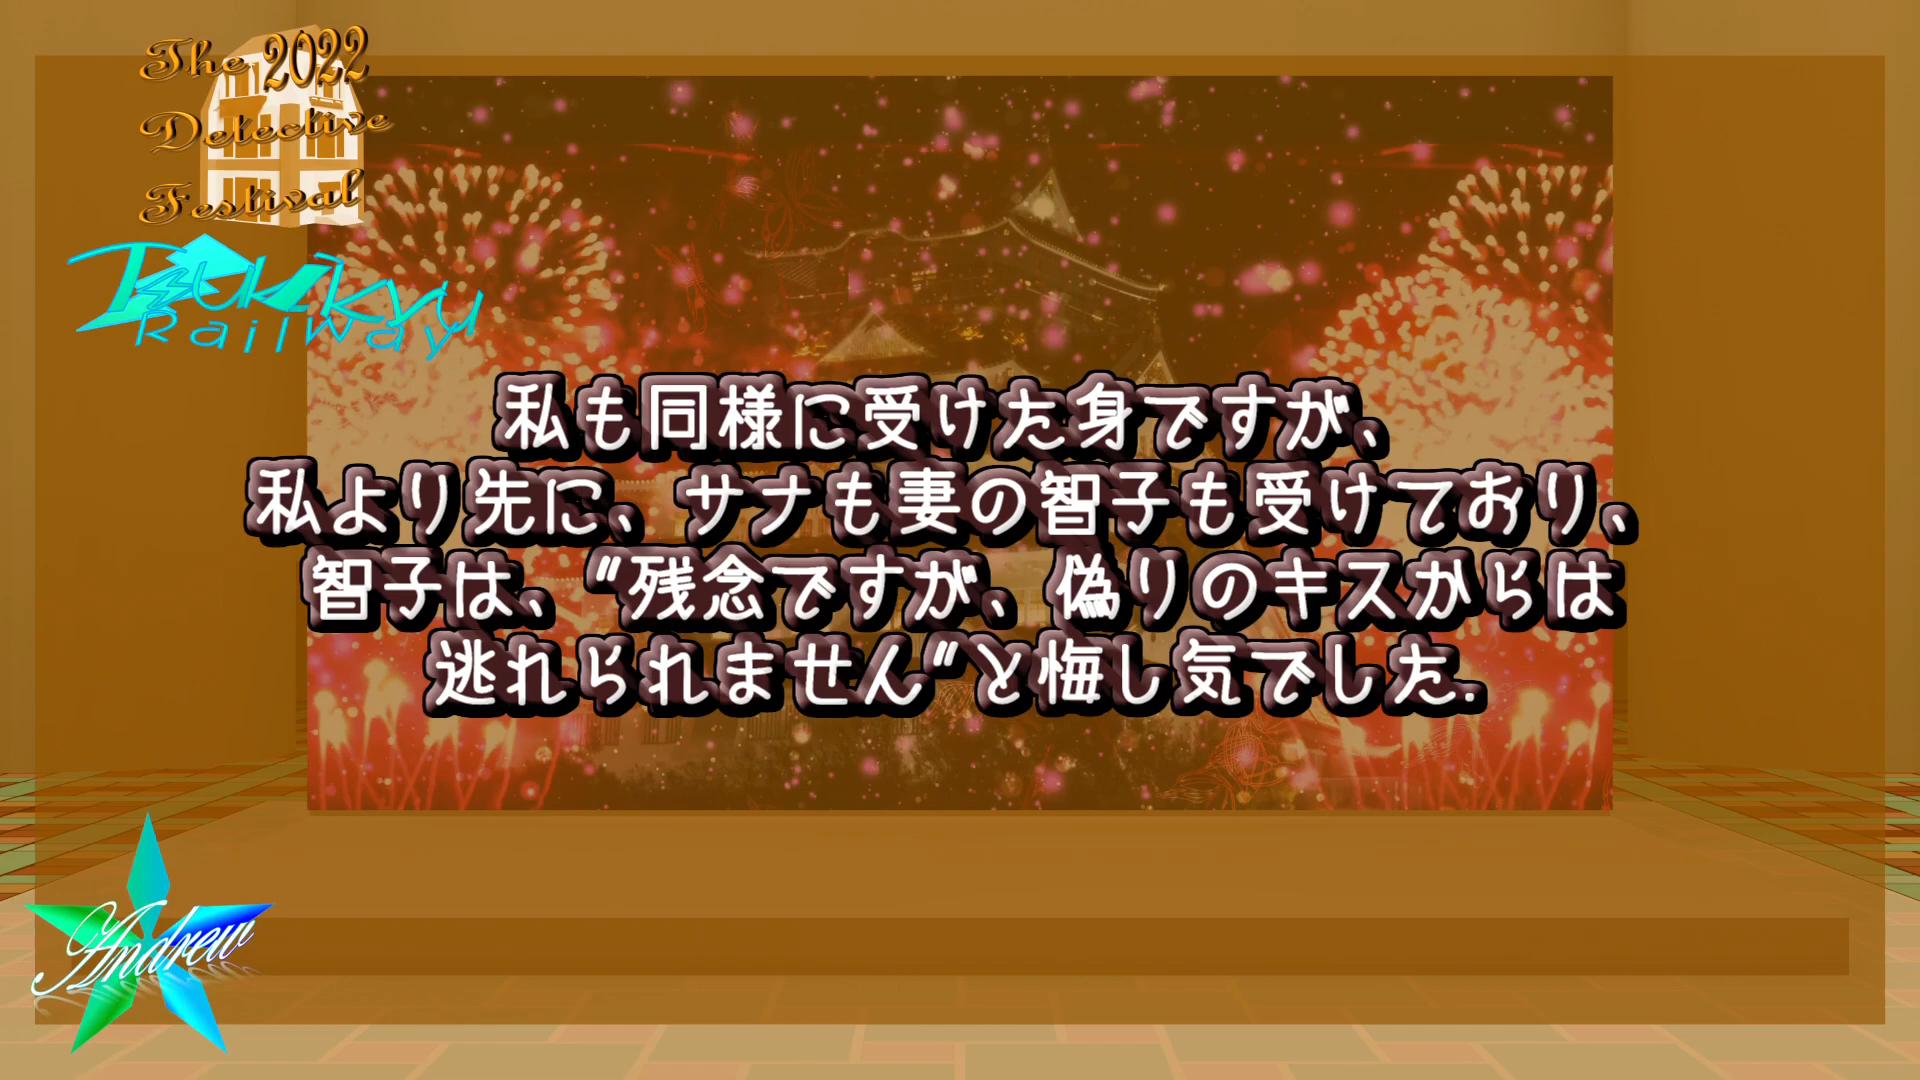 The 2022
Detective
Festival
Tsukikyu
Railway
私も同様に受けた身ですが、
私より先に、サナも妻の智子も受けており、
智子は、“残念ですが、偽りのキスからは
逃れられません”と悔し気でした.
Andrew